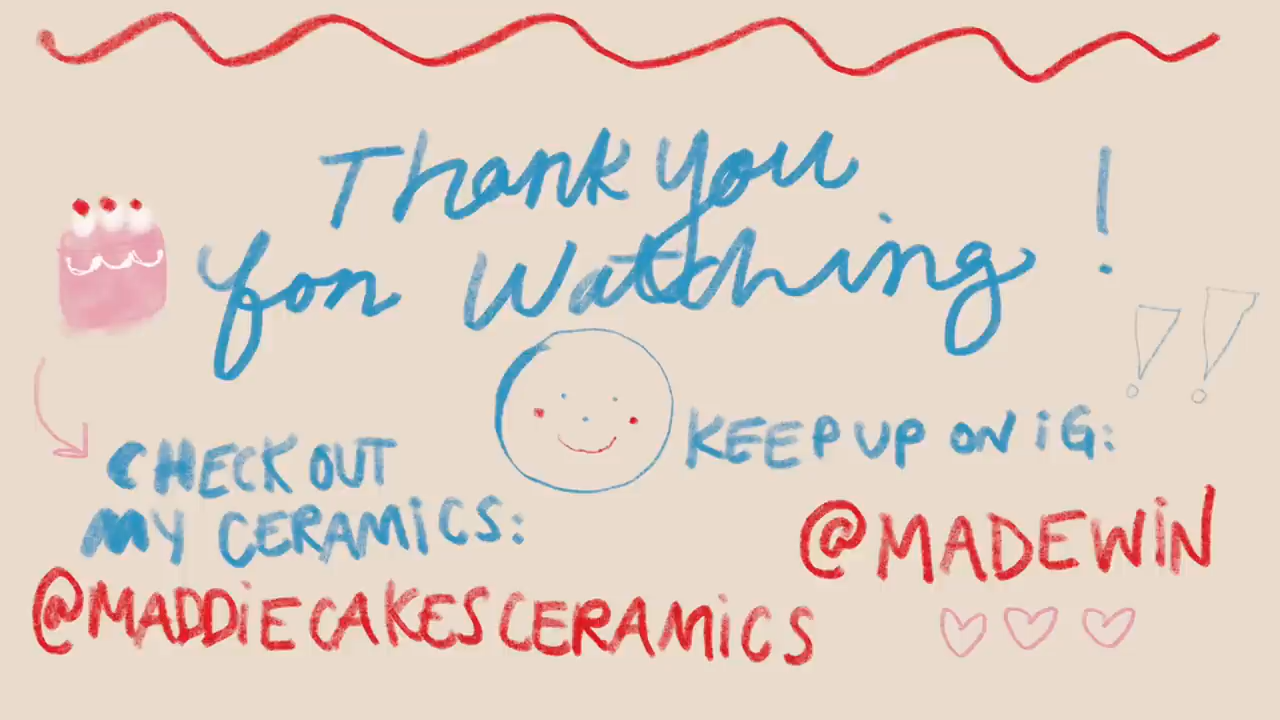 Thank you
for Watching!
CHECK OUT
MY CERAMiCS:
@MADDiECAKESCERAMiCS
KEEP UP ON iG:
@MADEWiN